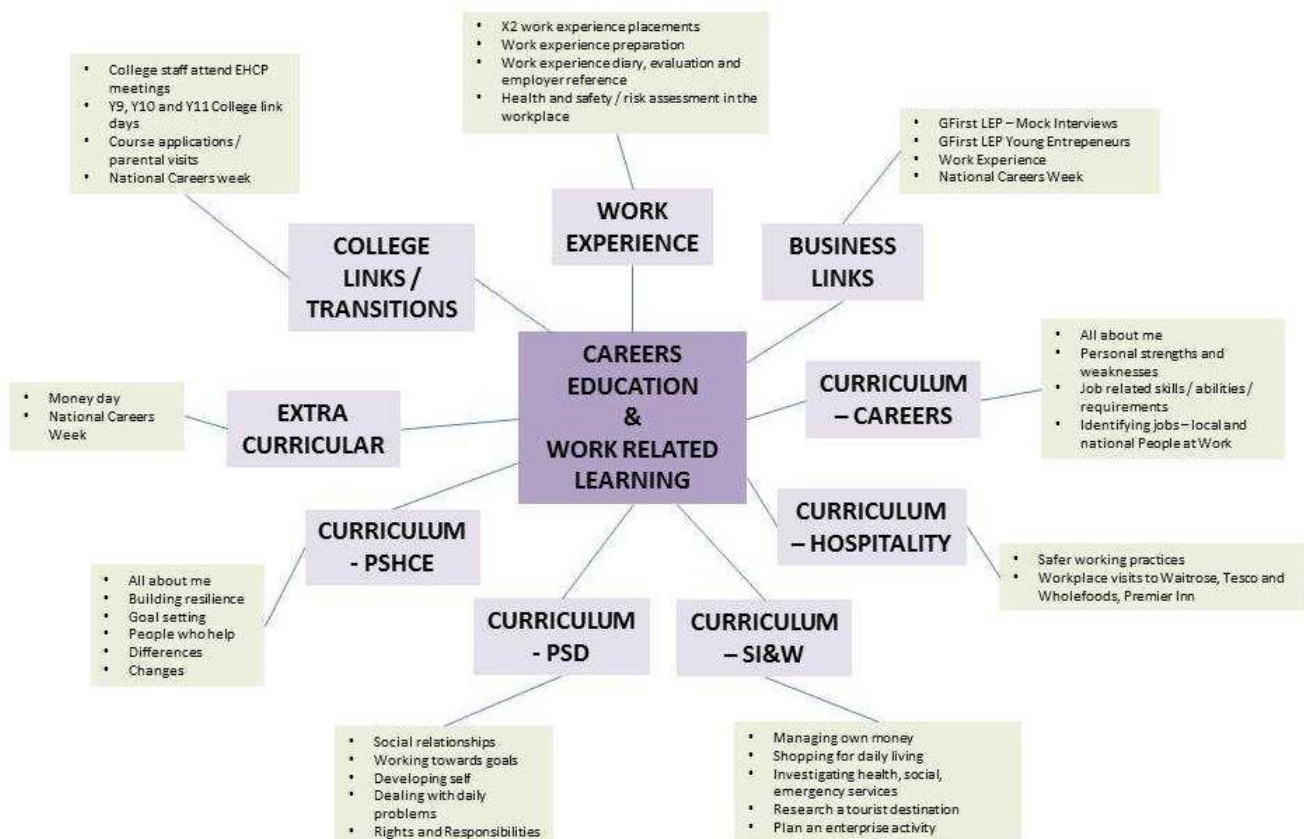 • X2 work experience placements
• Work experience preparation
• Work experience diary, evaluation and
employer reference
• Health and safety / risk assessment in the
workplace
• College staff attend EHCP
meetings
• Y9, Y10 and Y11 College link
days
• Course applications /
parental visits
• National Careers week
• GFirst LEP – Mock Interviews
• GFirst LEP Young Entrepeneurs
• Work Experience
• National Careers Week
WORK
EXPERIENCE
COLLEGE
LINKS /
TRANSITIONS
BUSINESS
LINKS
CAREERS
EDUCATION
&
WORK RELATED
LEARNING
• All about me
• Personal strengths and
weaknesses
• Job related skills / abilities /
requirements
• Identifying jobs – local and
national People at Work
CURRICULUM
– CAREERS
• Money day
• National Careers
Week
EXTRA
CURRICULAR
CURRICULUM
– HOSPITALITY
• Safer working practices
• Workplace visits to Waitrose, Tesco and
Wholefoods, Premier Inn
CURRICULUM
- PSHCE
• All about me
• Building resilience
• Goal setting
• People who help
• Differences
• Changes
CURRICULUM
- PSD
CURRICULUM
– SI&W
• Social relationships
• Working towards goals
• Developing self
• Dealing with daily
problems
• Rights and Responsibilities
• Managing own money
• Shopping for daily living
• Investigating health, social,
emergency services
• Research a tourist destination
• Plan an enterprise activity